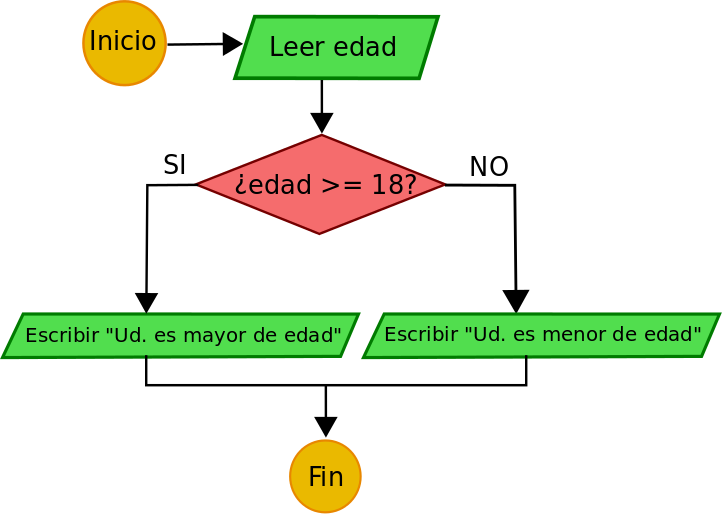 Inicio
Leer edad
¿edad >= 18?
SI
NO
Escribir "Ud. es mayor de edad"
Escribir "Ud. es menor de edad"
Fin